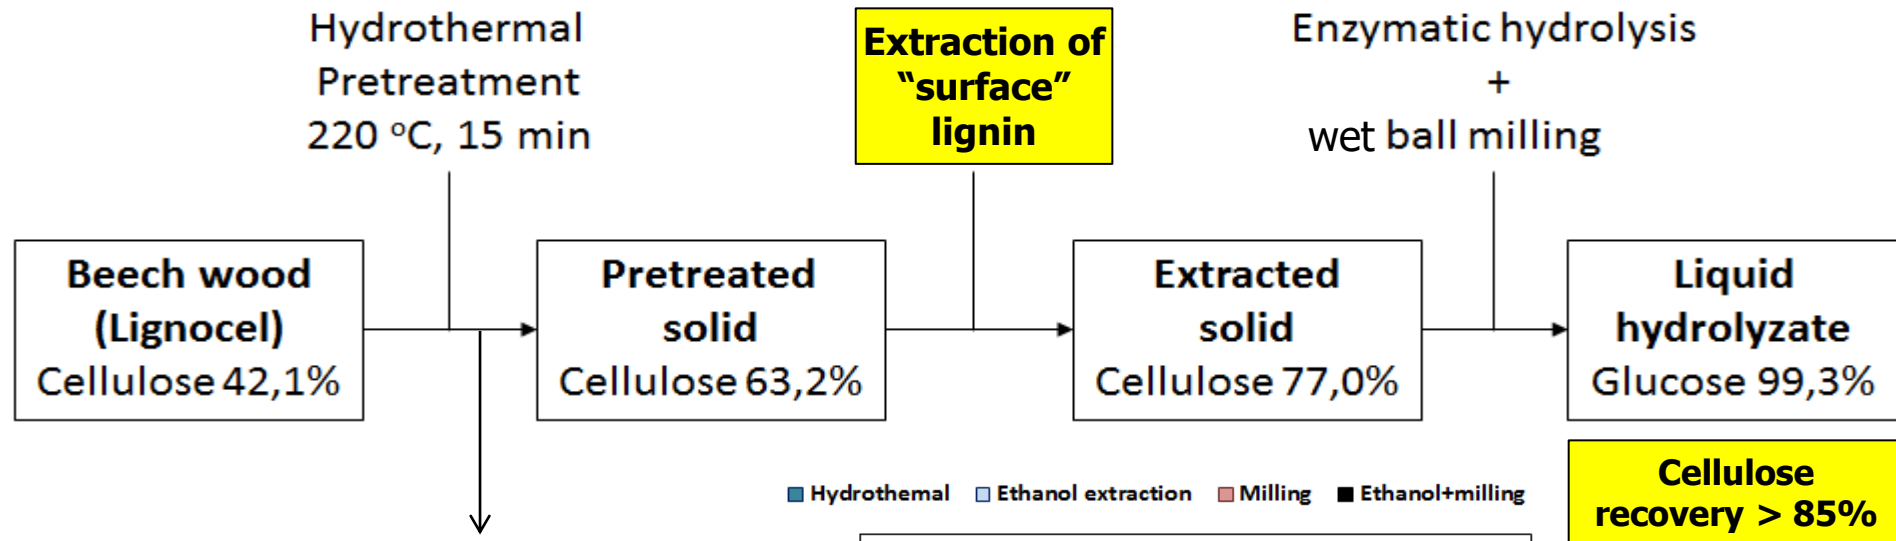 Hydrothermal
Pretreatment
220 °C, 15 min
Extraction of
“surface”
lignin
Enzymatic hydrolysis
+
wet ball milling
Beech wood
(Lignocel)
Cellulose 42,1%
Pretreated
solid
Cellulose 63,2%
Extracted
solid
Cellulose 77,0%
Liquid
hydrolyzate
Glucose 99,3%
Hydrothemal Ethanol extraction Milling Ethanol+milling
Cellulose
recovery > 85%